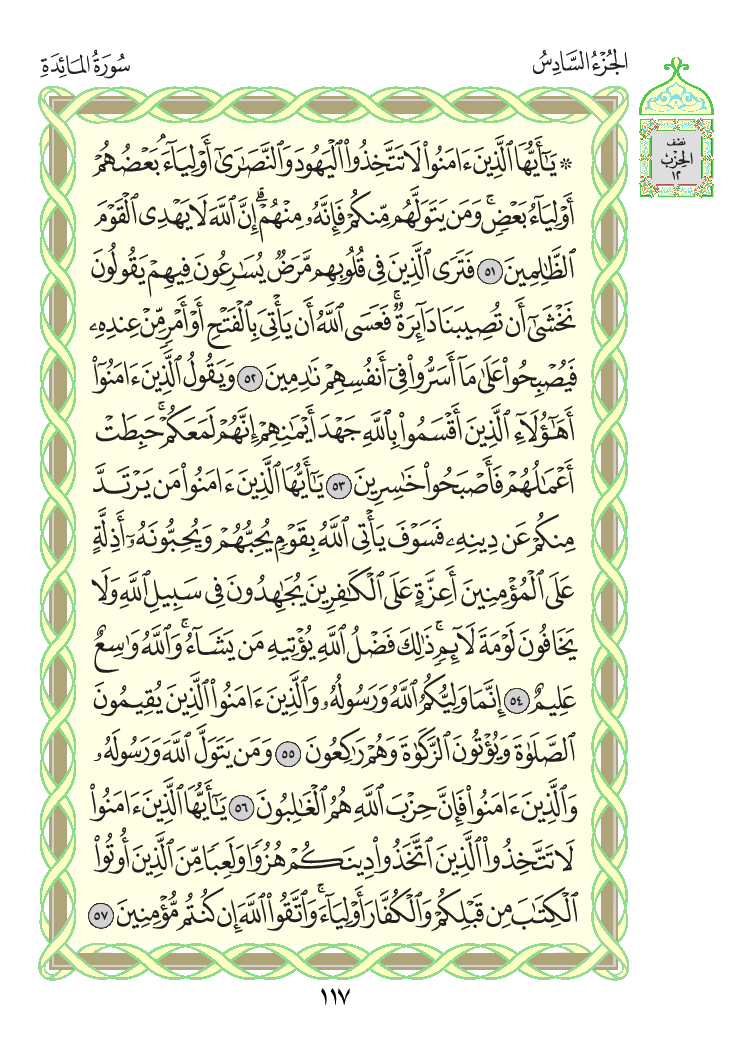 الجُزْءُ السَّادِسُ
سُورَةُ المَائِدَةِ
نصف
الحِزْب
١٢
۞ يَٰٓأَيُّهَا ٱلَّذِينَ ءَامَنُوا۟ لَا تَتَّخِذُوا۟ ٱلْيَهُودَ وَٱلنَّصَٰرَىٰٓ أَوْلِيَآءَ ۘ بَعْضُهُمْ
أَوْلِيَآءُ بَعْضٍ ۚ وَمَن يَتَوَلَّهُم مِّنكُمْ فَإِنَّهُۥ مِنْهُمْ ۗ إِنَّ ٱللَّهَ لَا يَهْدِى ٱلْقَوْمَ
ٱلظَّٰلِمِينَ ٥١ فَتَرَى ٱلَّذِينَ فِى قُلُوبِهِم مَّرَضٌ يُسَٰرِعُونَ فِيهِمْ يَقُولُونَ
نَخْشَىٰٓ أَن تُصِيبَنَا دَآئِرَةٌ ۚ فَعَسَى ٱللَّهُ أَن يَأْتِىَ بِٱلْفَتْحِ أَوْ أَمْرٍ مِّنْ عِندِهِۦ
فَيُصْبِحُوا۟ عَلَىٰ مَآ أَسَرُّوا۟ فِىٓ أَنفُسِهِمْ نَٰدِمِينَ ٥٢ وَيَقُولُ ٱلَّذِينَ ءَامَنُوٓا۟
أَهَٰٓؤُلَآءِ ٱلَّذِينَ أَقْسَمُوا۟ بِٱللَّهِ جَهْدَ أَيْمَٰنِهِمْ إِنَّهُمْ لَمَعَكُمْ ۚ حَبِطَتْ
أَعْمَٰلُهُمْ فَأَصْبَحُوا۟ خَٰسِرِينَ ٥٣ يَٰٓأَيُّهَا ٱلَّذِينَ ءَامَنُوا۟ مَن يَرْتَدَّ
مِنكُمْ عَن دِينِهِۦ فَسَوْفَ يَأْتِى ٱللَّهُ بِقَوْمٍ يُحِبُّهُمْ وَيُحِبُّونَهُۥٓ أَذِلَّةٍ
عَلَى ٱلْمُؤْمِنِينَ أَعِزَّةٍ عَلَى ٱلْكَٰفِرِينَ يُجَٰهِدُونَ فِى سَبِيلِ ٱللَّهِ وَلَا
يَخَافُونَ لَوْمَةَ لَآئِمٍ ۚ ذَٰلِكَ فَضْلُ ٱللَّهِ يُؤْتِيهِ مَن يَشَآءُ ۚ وَٱللَّهُ وَٰسِعٌ
عَلِيمٌ ٥٤ إِنَّمَا وَلِيُّكُمُ ٱللَّهُ وَرَسُولُهُۥ وَٱلَّذِينَ ءَامَنُوا۟ ٱلَّذِينَ يُقِيمُونَ
ٱلصَّلَوٰةَ وَيُؤْتُونَ ٱلزَّكَوٰةَ وَهُمْ رَٰكِعُونَ ٥٥ وَمَن يَتَوَلَّ ٱللَّهَ وَرَسُولَهُۥ
وَٱلَّذِينَ ءَامَنُوا۟ فَإِنَّ حِزْبَ ٱللَّهِ هُمُ ٱلْغَٰلِبُونَ ٥٦ يَٰٓأَيُّهَا ٱلَّذِينَ ءَامَنُوا۟
لَا تَتَّخِذُوا۟ ٱلَّذِينَ ٱتَّخَذُوا۟ دِينَكُمْ هُزُوًا وَلَعِبًا مِّنَ ٱلَّذِينَ أُوتُوا۟
ٱلْكِتَٰبَ مِن قَبْلِكُمْ وَٱلْكُفَّارَ أَوْلِيَآءَ ۚ وَٱتَّقُوا۟ ٱللَّهَ إِن كُنتُم مُّؤْمِنِينَ ٥٧
١١٧